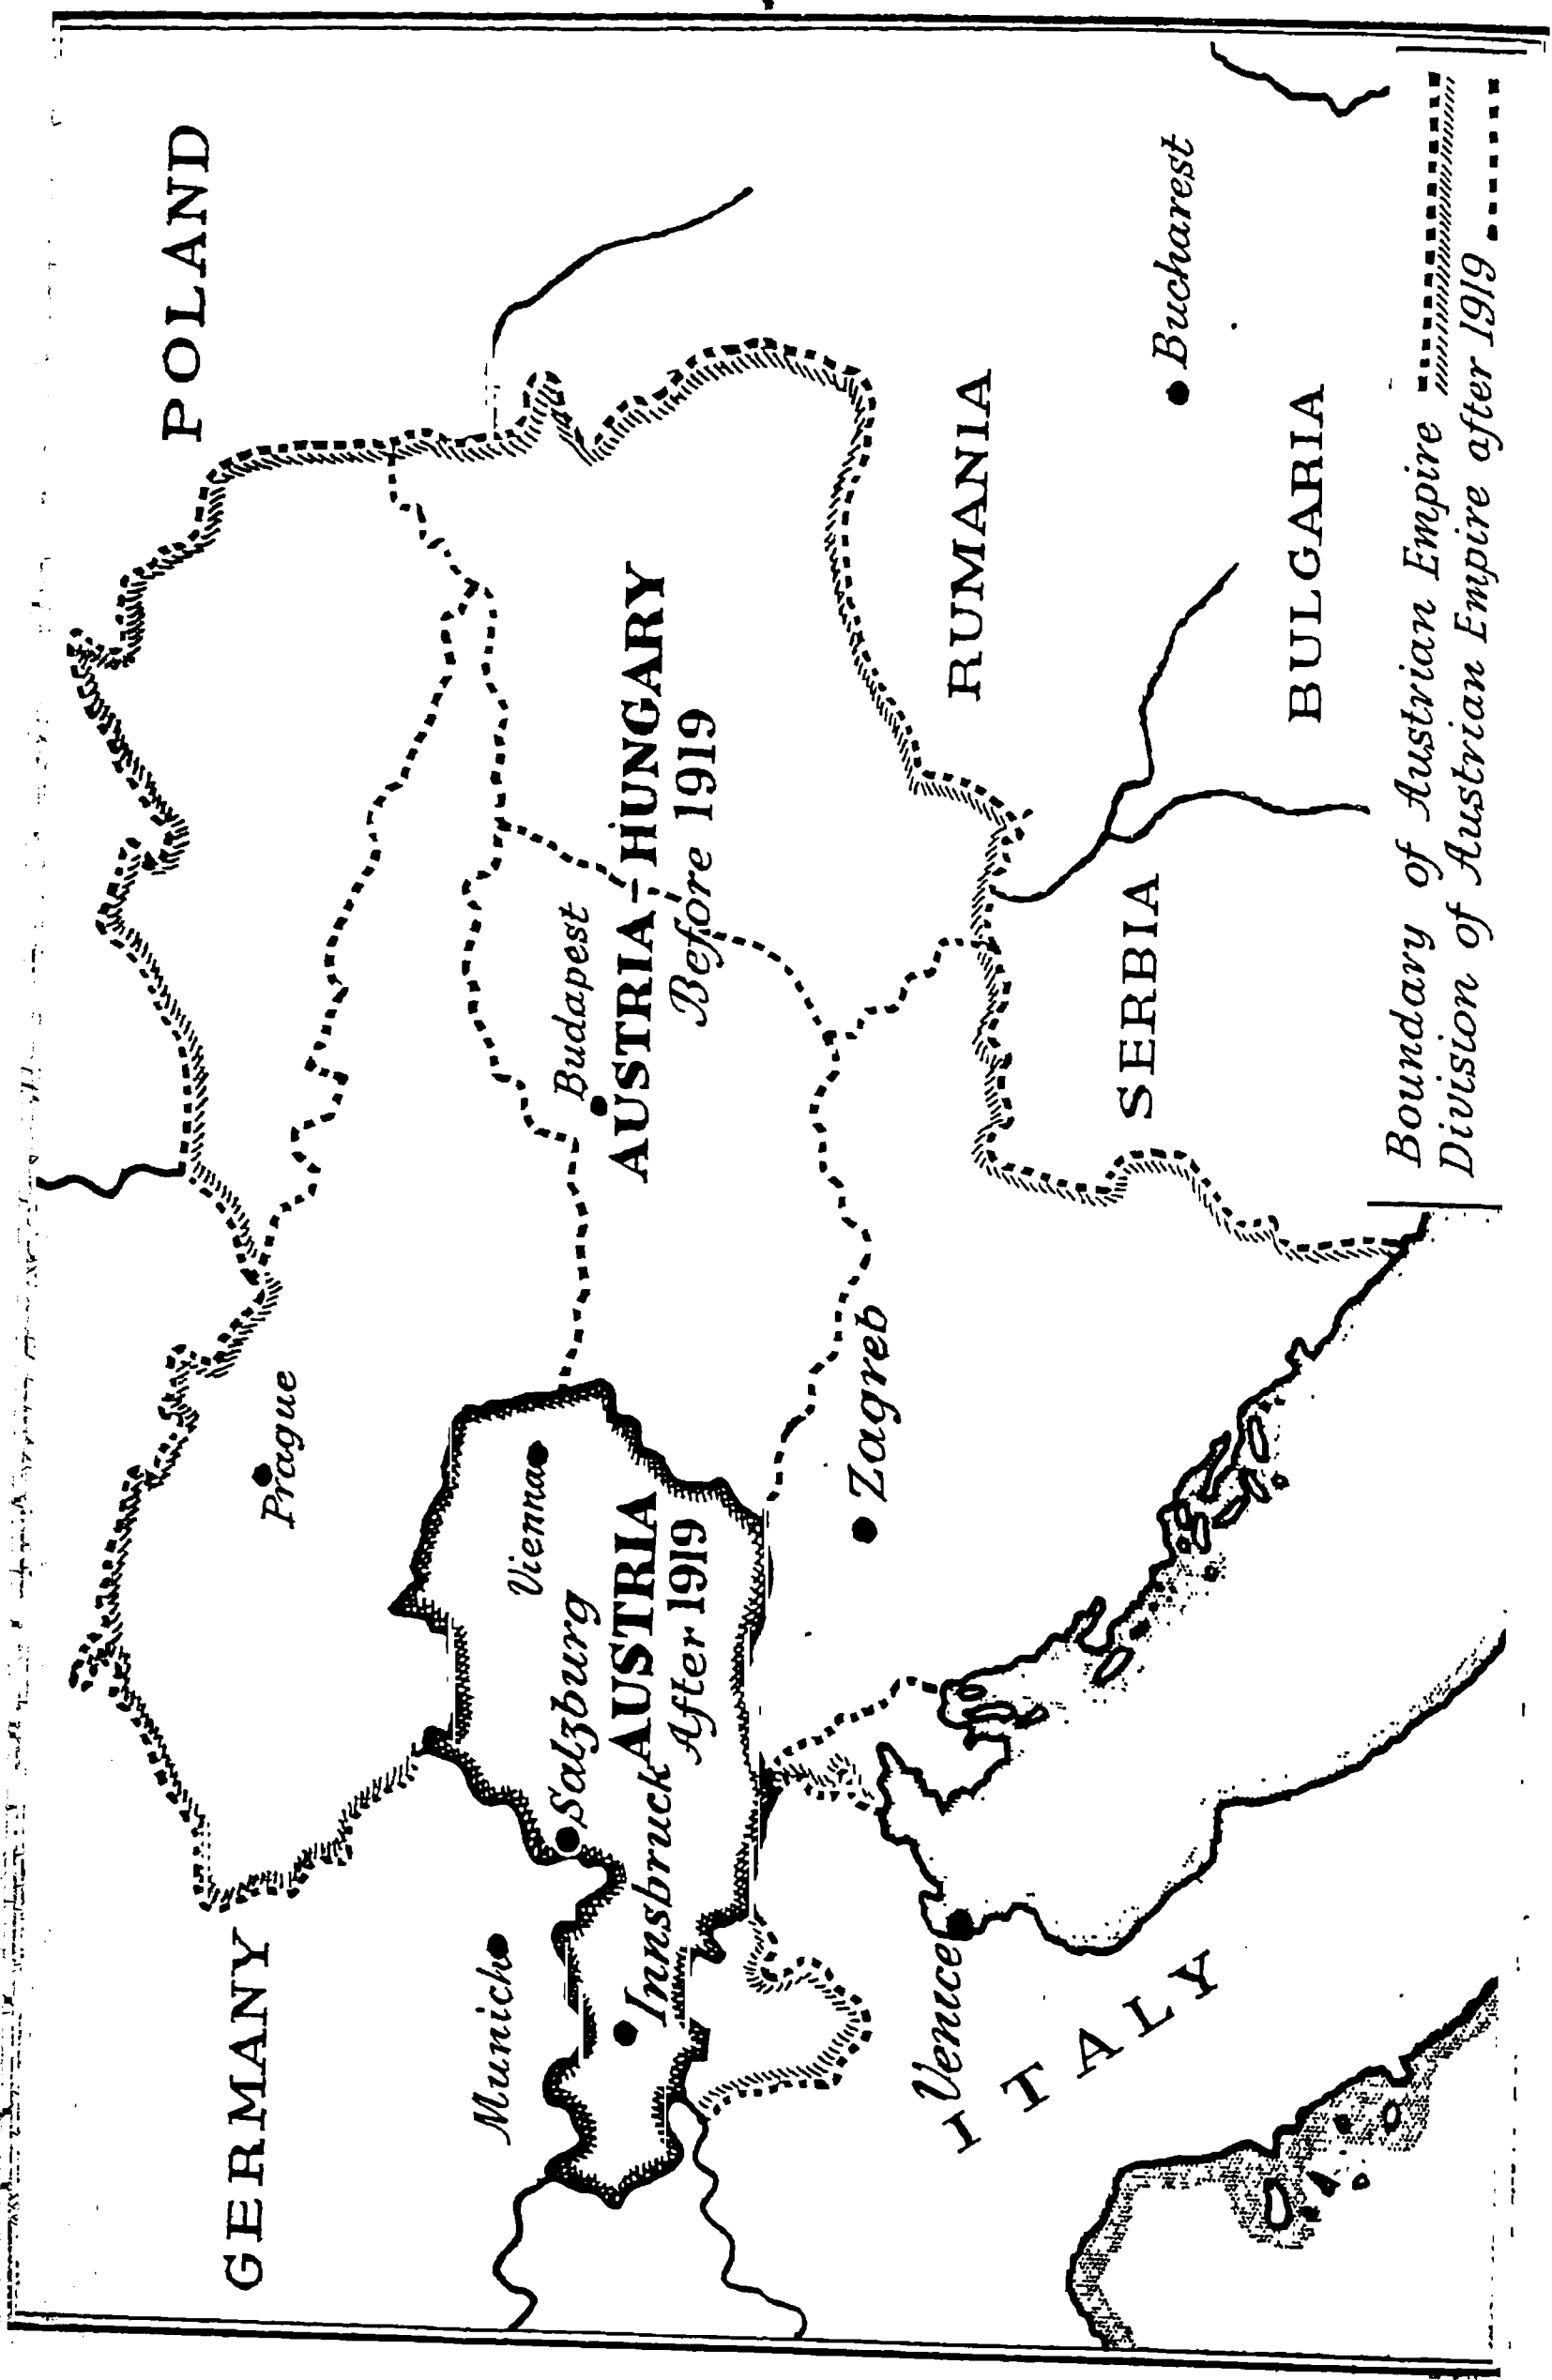 GERMANY
POLAND
Prague
Munich
Vienna
Salzburg
Budapest
Innsbruck
AUSTRIA
After 1919
AUSTRIA-HUNGARY
Before 1919
Zagreb
Venice
ITALY
RUMANIA
SERBIA
Bucharest
BULGARIA
Boundary of Austrian Empire
Division of Austrian Empire after 1919